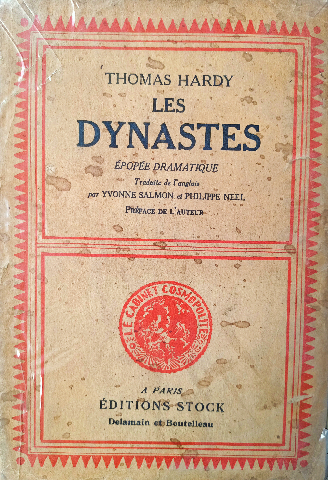 THOMAS HARDY
LES
DYNASTES
ÉPOPÉE DRAMATIQUE
Traduite de l'anglais
par YVONNE SALMON et PHILIPPE NEEL
PRÉFACE DE L'AUTEUR
LE CABINET COSMOPOLITE
A PARIS
ÉDITIONS STOCK
Delamain et Boutelleau